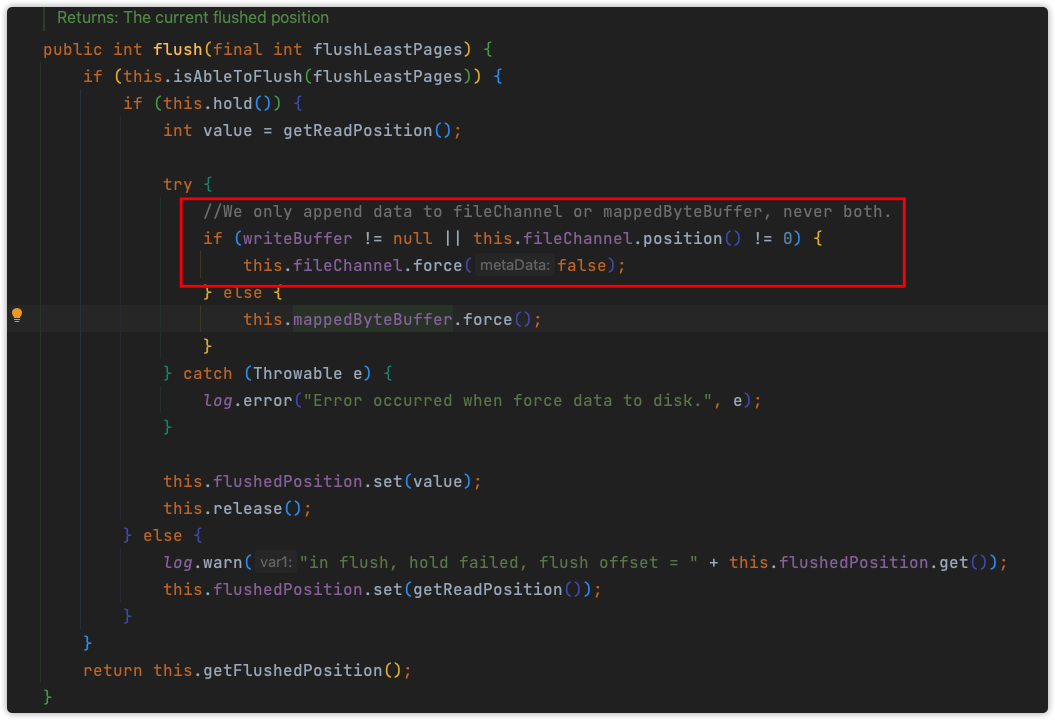 Returns: The current flushed position
public int flush(final int flushLeastPages) {
if (this.isAbleToFlush(flushLeastPages)) {
if (this.hold()) {
int value = getReadPosition();
try {
//We only append data to fileChannel or mappedByteBuffer, never both.
if (writeBuffer != null || this.fileChannel.position() != 0) {
this.fileChannel.force( metaData: false);
} else {
this.mappedByteBuffer.force();
}
} catch (Throwable e) {
log.error("Error occurred when force data to disk.", e);
}
this.flushedPosition.set(value);
this.release();
} else {
log.warn( var1: "in flush, hold failed, flush offset = " + this.flushedPosition.get());
this.flushedPosition.set(getReadPosition());
}
}
return this.getFlushedPosition();
}